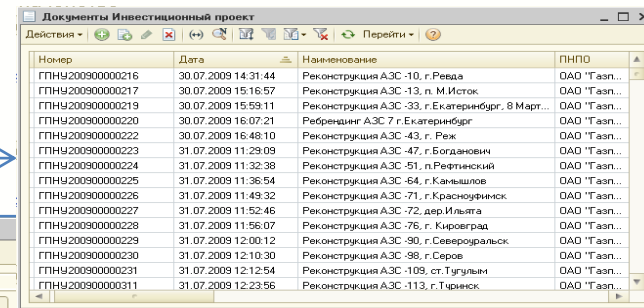 Документы Инвестиционный проект
Действия Перейти
Номер Дата Наименование ПНПО
ГПНУ200900000216 30.07.2009 14:31:44 Реконструкция АЗС -10, г.Ревда ОАО "Газп...
ГПНУ200900000217 30.07.2009 15:16:57 Реконструкция АЗС -13, п. М.Исток ОАО "Газп...
ГПНУ200900000219 30.07.2009 15:59:11 Реконструкция АЗС -33, г.Екатеринбург, 8 Март... ОАО "Газп...
ГПНУ200900000220 30.07.2009 16:07:21 Ребрендинг АЗС 7 г.Екатеринбург ОАО "Газп...
ГПНУ200900000222 30.07.2009 16:48:10 Реконструкция АЗС -43, г. Реж ОАО "Газп...
ГПНУ200900000223 31.07.2009 11:29:09 Реконструкция АЗС -47, г.Богданович ОАО "Газп...
ГПНУ200900000224 31.07.2009 11:32:38 Реконструкция АЗС -51, п.Рефтинский ОАО "Газп...
ГПНУ200900000225 31.07.2009 11:36:54 Реконструкция АЗС -64, г.Камышлов ОАО "Газп...
ГПНУ200900000226 31.07.2009 11:49:32 Реконструкция АЗС -71, г.Красноуфимск ОАО "Газп...
ГПНУ200900000227 31.07.2009 11:52:46 Реконструкция АЗС -72, дер.Ильята ОАО "Газп...
ГПНУ200900000228 31.07.2009 11:56:07 Реконструкция АЗС -76, г. Кировград ОАО "Газп...
ГПНУ200900000229 31.07.2009 12:00:12 Реконструкция АЗС -90, г.Североуральск ОАО "Газп...
ГПНУ200900000230 31.07.2009 12:10:30 Реконструкция АЗС -98, г.Серов ОАО "Газп...
ГПНУ200900000231 31.07.2009 12:12:54 Реконструкция АЗС -109, ст.Тугулым ОАО "Газп...
ГПНУ200900000311 31.07.2009 12:23:56 Реконструкция АЗС -113, г.Туринск ОАО "Газп...